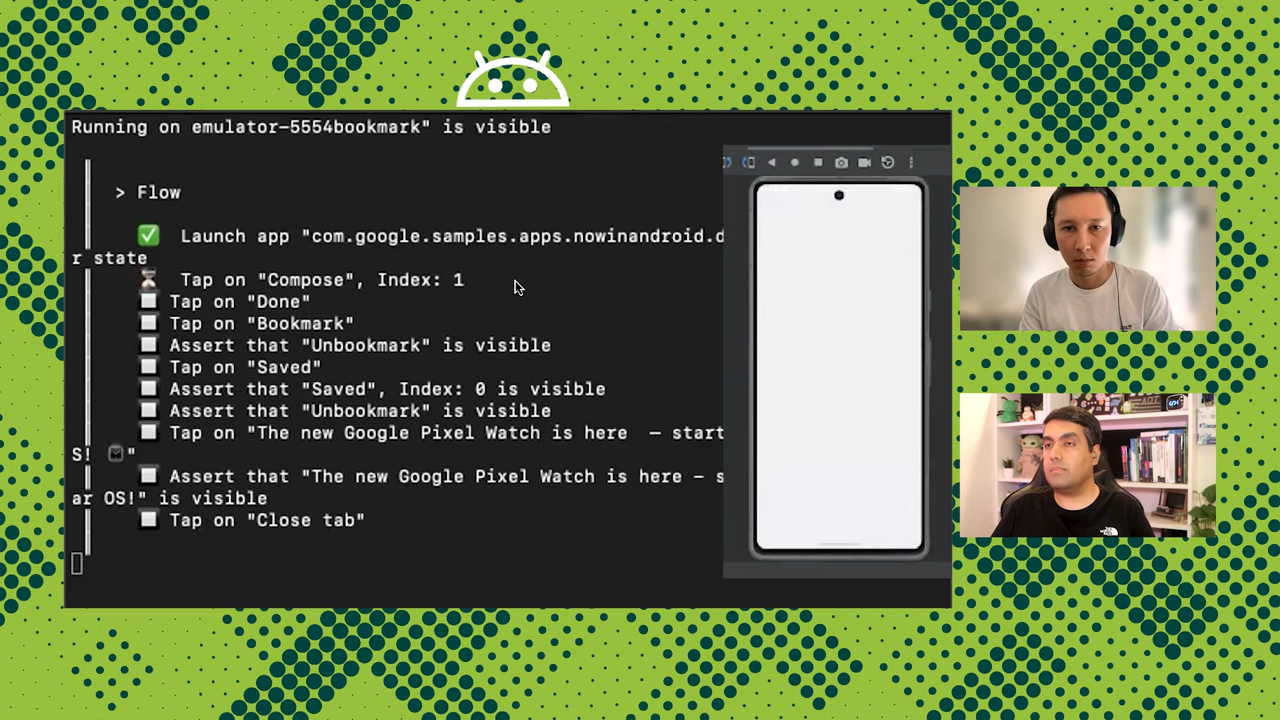 Running on emulator-5554bookmark" is visible
> Flow
Launch app "com.google.samples.apps.nowinandroid.d
r state
Tap on "Compose", Index: 1
Tap on "Done"
Tap on "Bookmark"
Assert that "Unbookmark" is visible
Tap on "Saved"
Assert that "Saved", Index: 0 is visible
Assert that "Unbookmark" is visible
Tap on "The new Google Pixel Watch is here — start
S! "
Assert that "The new Google Pixel Watch is here — s
ar OS!" is visible
Tap on "Close tab"